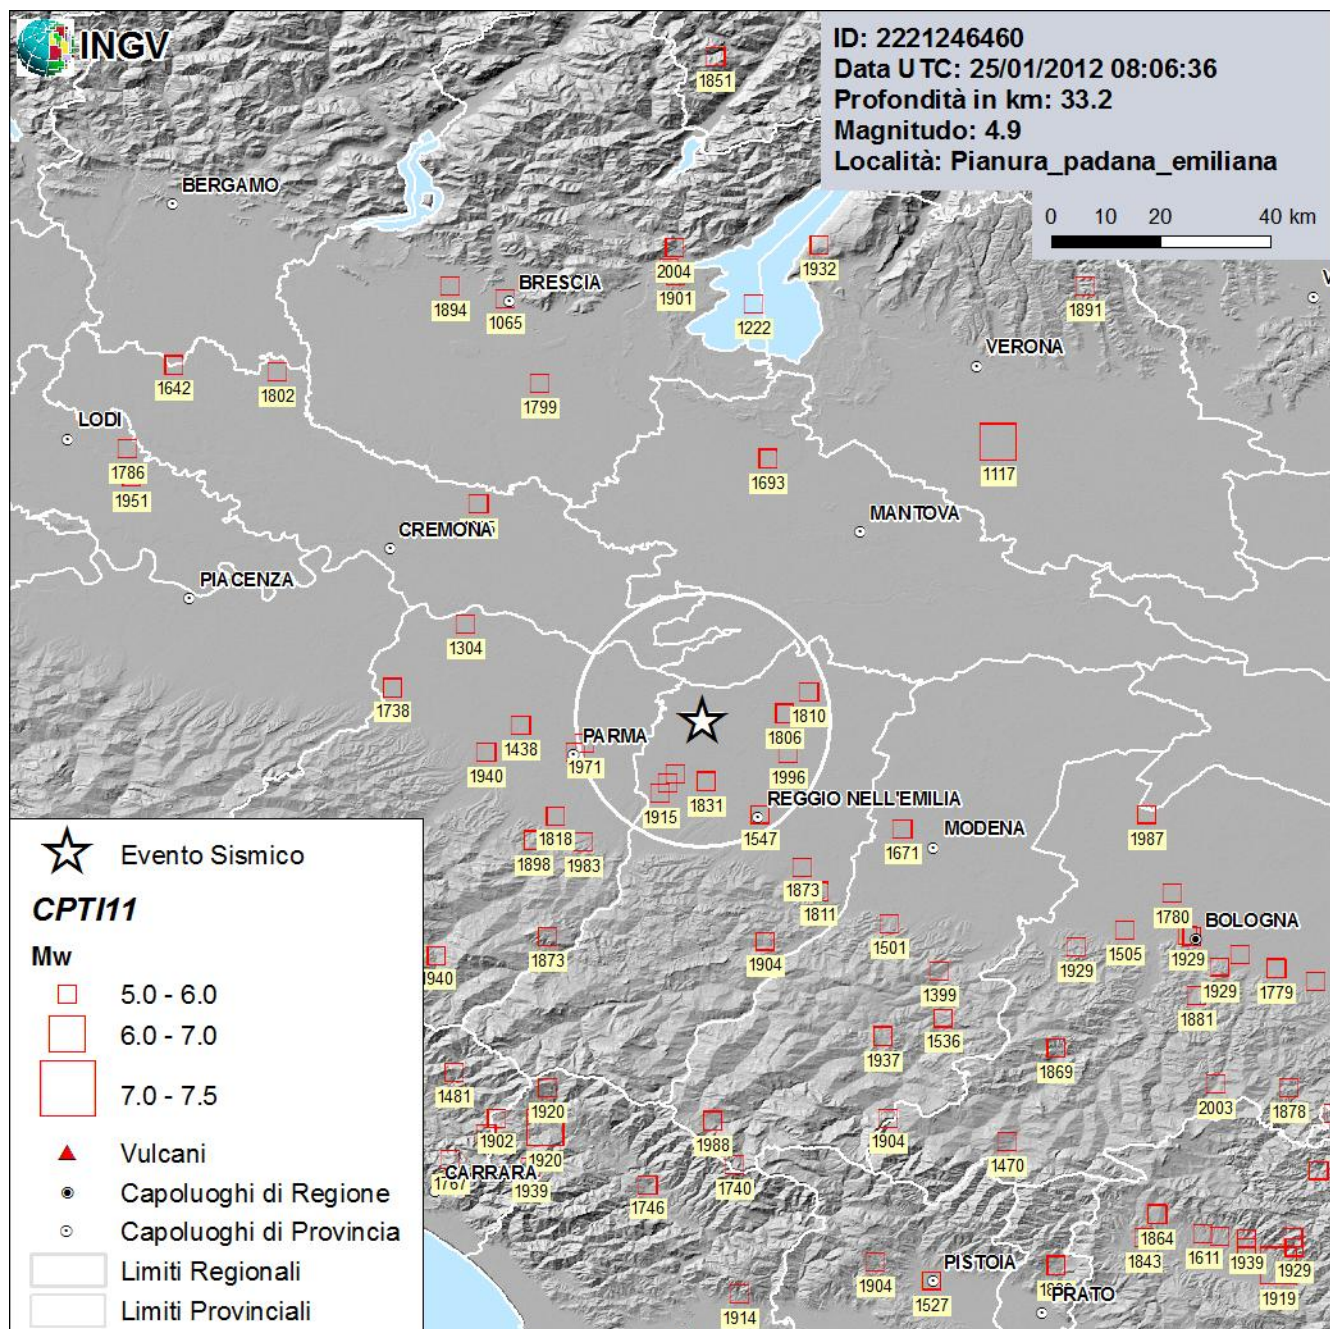 INGV
ID: 2221246460
Data UTC: 25/01/2012 08:06:36
Profondità in km: 33.2
Magnitudo: 4.9
Località: Pianura_padana_emiliana
0 10 20 40 km
1851
BERGAMO
2004
1932
1901
1894
BRESCIA
1065
1222
1891
V
VERONA
1642
1802
1799
LODI
1786
1951
1693
1117
CREMONA
MANTOVA
PIACENZA
1304
1738
1438
1940
PARMA
1971
1810
1806
1996
1915
1831
REGGIO NELL'EMILIA
1547
1818
1898
1983
1671
MODENA
1987
1873
1811
1780
BOLOGNA
1873
1940
1904
1501
1929
1505
1929
1929
1779
1399
1881
1937
1536
1869
1481
1920
2003
1878
1902
1920
1988
1904
1470
1767
CARRARA
1939
1740
1746
1864
1843
1611
1939
1929
1919
1904
PISTOIA
1527
PRATO
1914
Evento Sismico
CPTI11
Mw
5.0 - 6.0
6.0 - 7.0
7.0 - 7.5
Vulcani
Capoluoghi di Regione
Capoluoghi di Provincia
Limiti Regionali
Limiti Provinciali